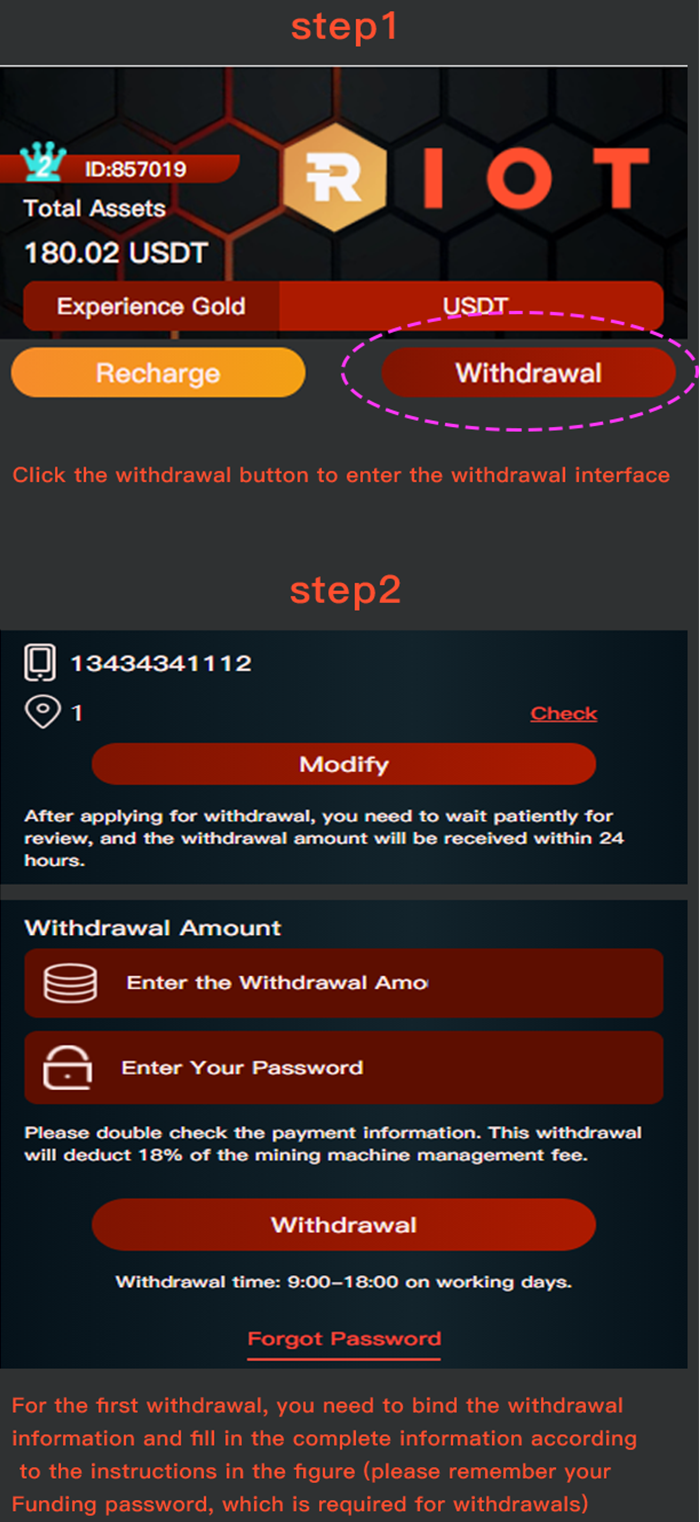 step1
2
ID:857019
R I O T
Total Assets
180.02 USDT
Experience Gold USDT
Recharge Withdrawal
Click the withdrawal button to enter the withdrawal interface
step2
13434341112
1 Check
Modify
After applying for withdrawal, you need to wait patiently for
review, and the withdrawal amount will be received within 24
hours.
Withdrawal Amount
Enter the Withdrawal Amo
Enter Your Password
Please double check the payment information. This withdrawal
will deduct 18% of the mining machine management fee.
Withdrawal
Withdrawal time: 9:00-18:00 on working days.
Forgot Password
For the first withdrawal, you need to bind the withdrawal
information and fill in the complete information according
to the instructions in the figure (please remember your
Funding password, which is required for withdrawals)